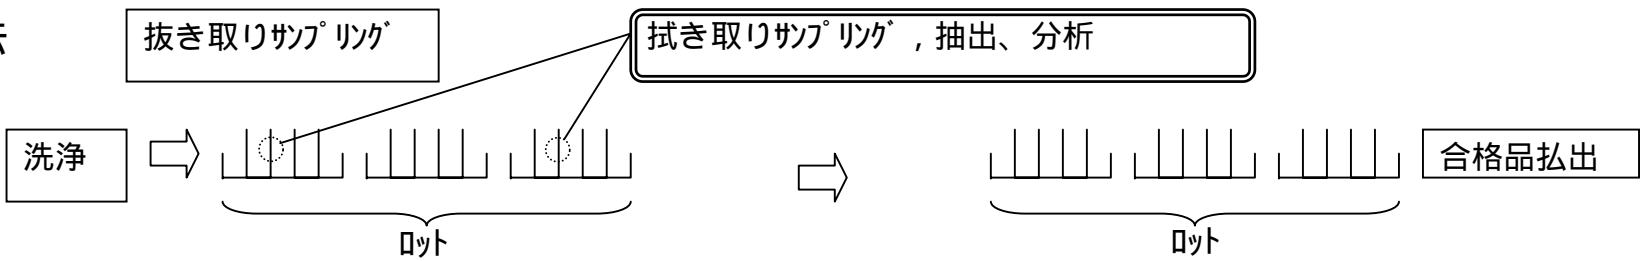 抜き取りサンプリング
拭き取りサンプリング,抽出、分析
洗浄
合格品払出
ロット
ロット